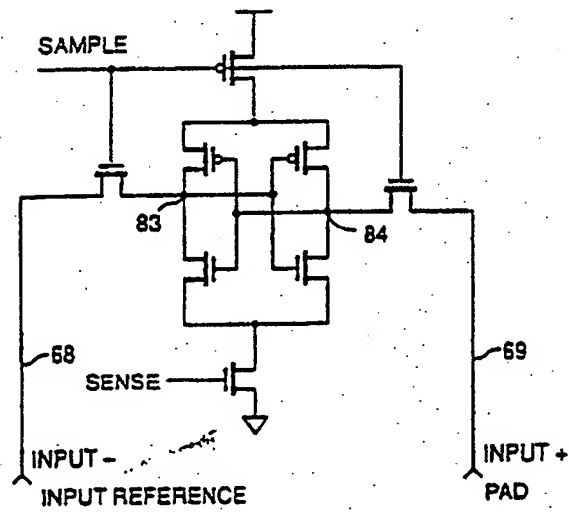 SAMPLE
83
84
68
69
SENSE
INPUT -
INPUT REFERENCE
INPUT +
PAD